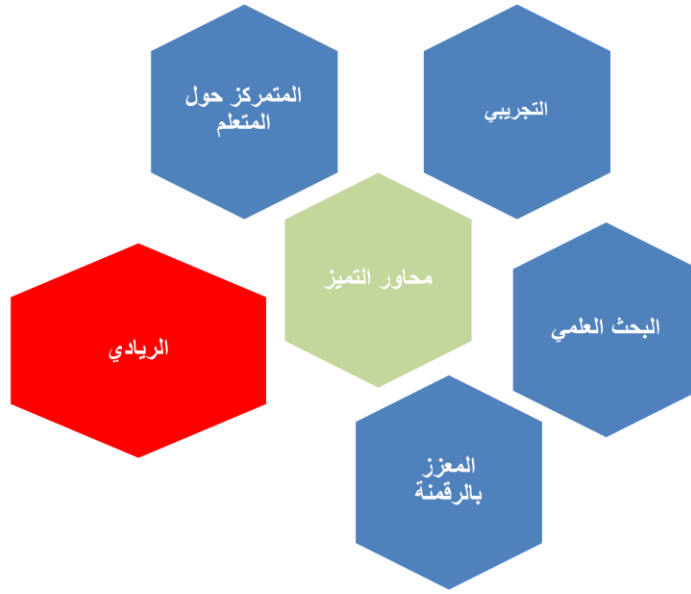 التجريبي
المتمركز حول
المتعلم
محاور التميز
البحث العلمي
الريادي
المعزز
بالرقمنة